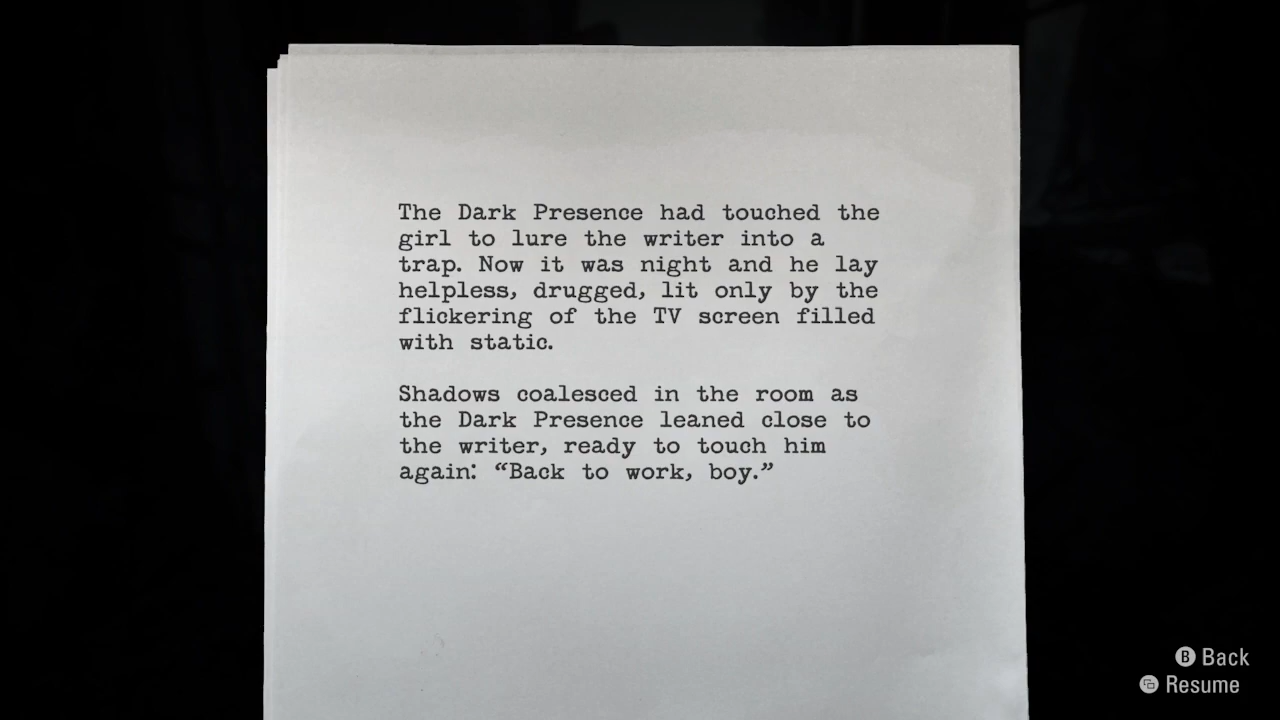 The Dark Presence had touched the
girl to lure the writer into a
trap. Now it was night and he lay
helpless, drugged, lit only by the
flickering of the TV screen filled
with static.
Shadows coalesced in the room as
the Dark Presence leaned close to
the writer, ready to touch him
again: “Back to work, boy.”
B Back
Resume